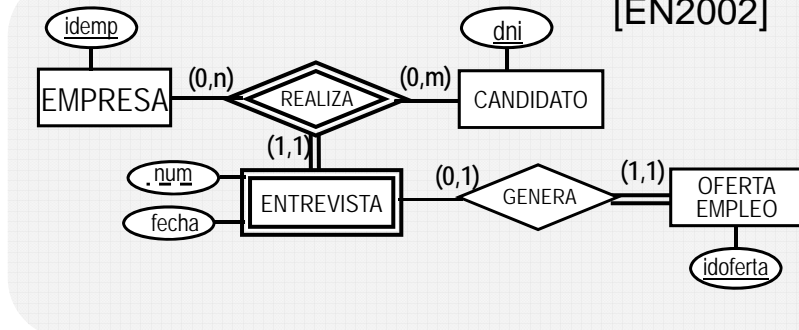 [EN2002]
idemp
dni
EMPRESA
(0,n)
REALIZA
(0,m)
CANDIDATO
(1,1)
num
fecha
ENTREVISTA
(0,1)
GENERA
(1,1)
OFERTA
EMPLEO
idoferta